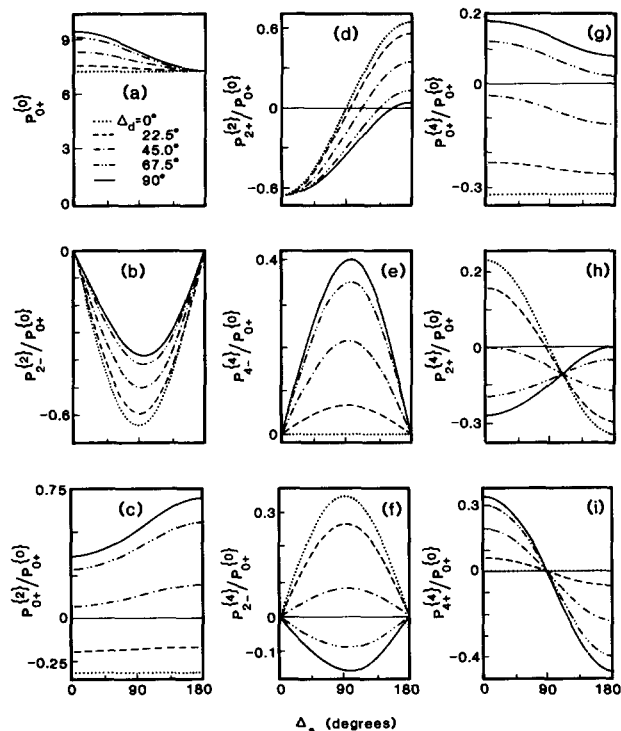 9
6
3
0
P{0}0+
(a)
Δd=0°
22.5°
45.0°
67.5°
90°
0
-0.6
P{2}2-/P{0}0+
(b)
0.75
0
-0.25
P{2}0+/P{0}0+
(c)
0 90 180
0.6
0
-0.6
P{2}2+/P{0}0+
(d)
0.4
0.2
0
P{4}4-/P{0}0+
(e)
0.3
0
-0.1
P{4}2-/P{0}0+
(f)
0 90 180
(degrees)
0.2
0
-0.3
P{4}0+/P{0}0+
(g)
0.2
0
-0.3
P{4}2+/P{0}0+
(h)
0.3
0
-0.4
P{4}4+/P{0}0+
(i)
0 90 180